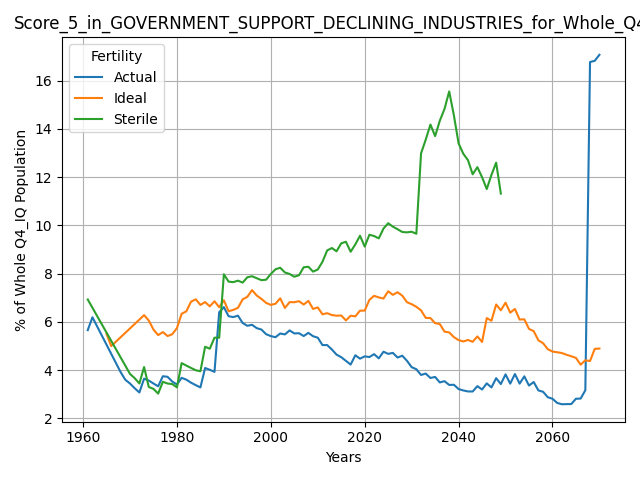 Score_5_in_GOVERNMENT_SUPPORT_DECLINING_INDUSTRIES_for_Whole_Q4
Fertility
Actual
Ideal
Sterile
% of Whole Q4_IQ Population
16
14
12
10
8
6
4
2
1960
1980
2000
2020
2040
2060
Years